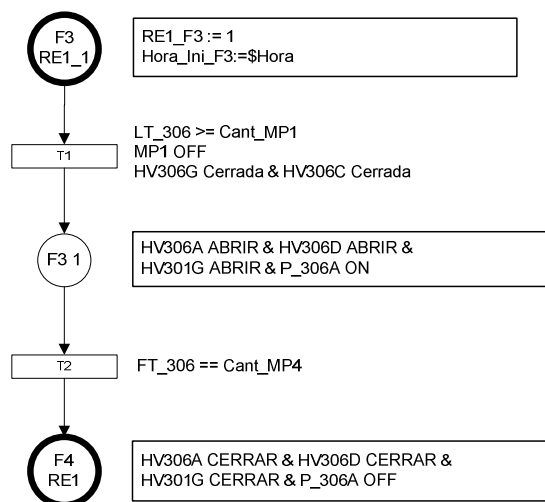 F3
RE1_1
RE1_F3 := 1
Hora_Ini_F3:=$Hora
T1
LT_306 >= Cant_MP1
MP1 OFF
HV306G Cerrada & HV306C Cerrada
F3 1
HV306A ABRIR & HV306D ABRIR &
HV301G ABRIR & P_306A ON
T2
FT_306 == Cant_MP4
F4
RE1
HV306A CERRAR & HV306D CERRAR &
HV301G CERRAR & P_306A OFF